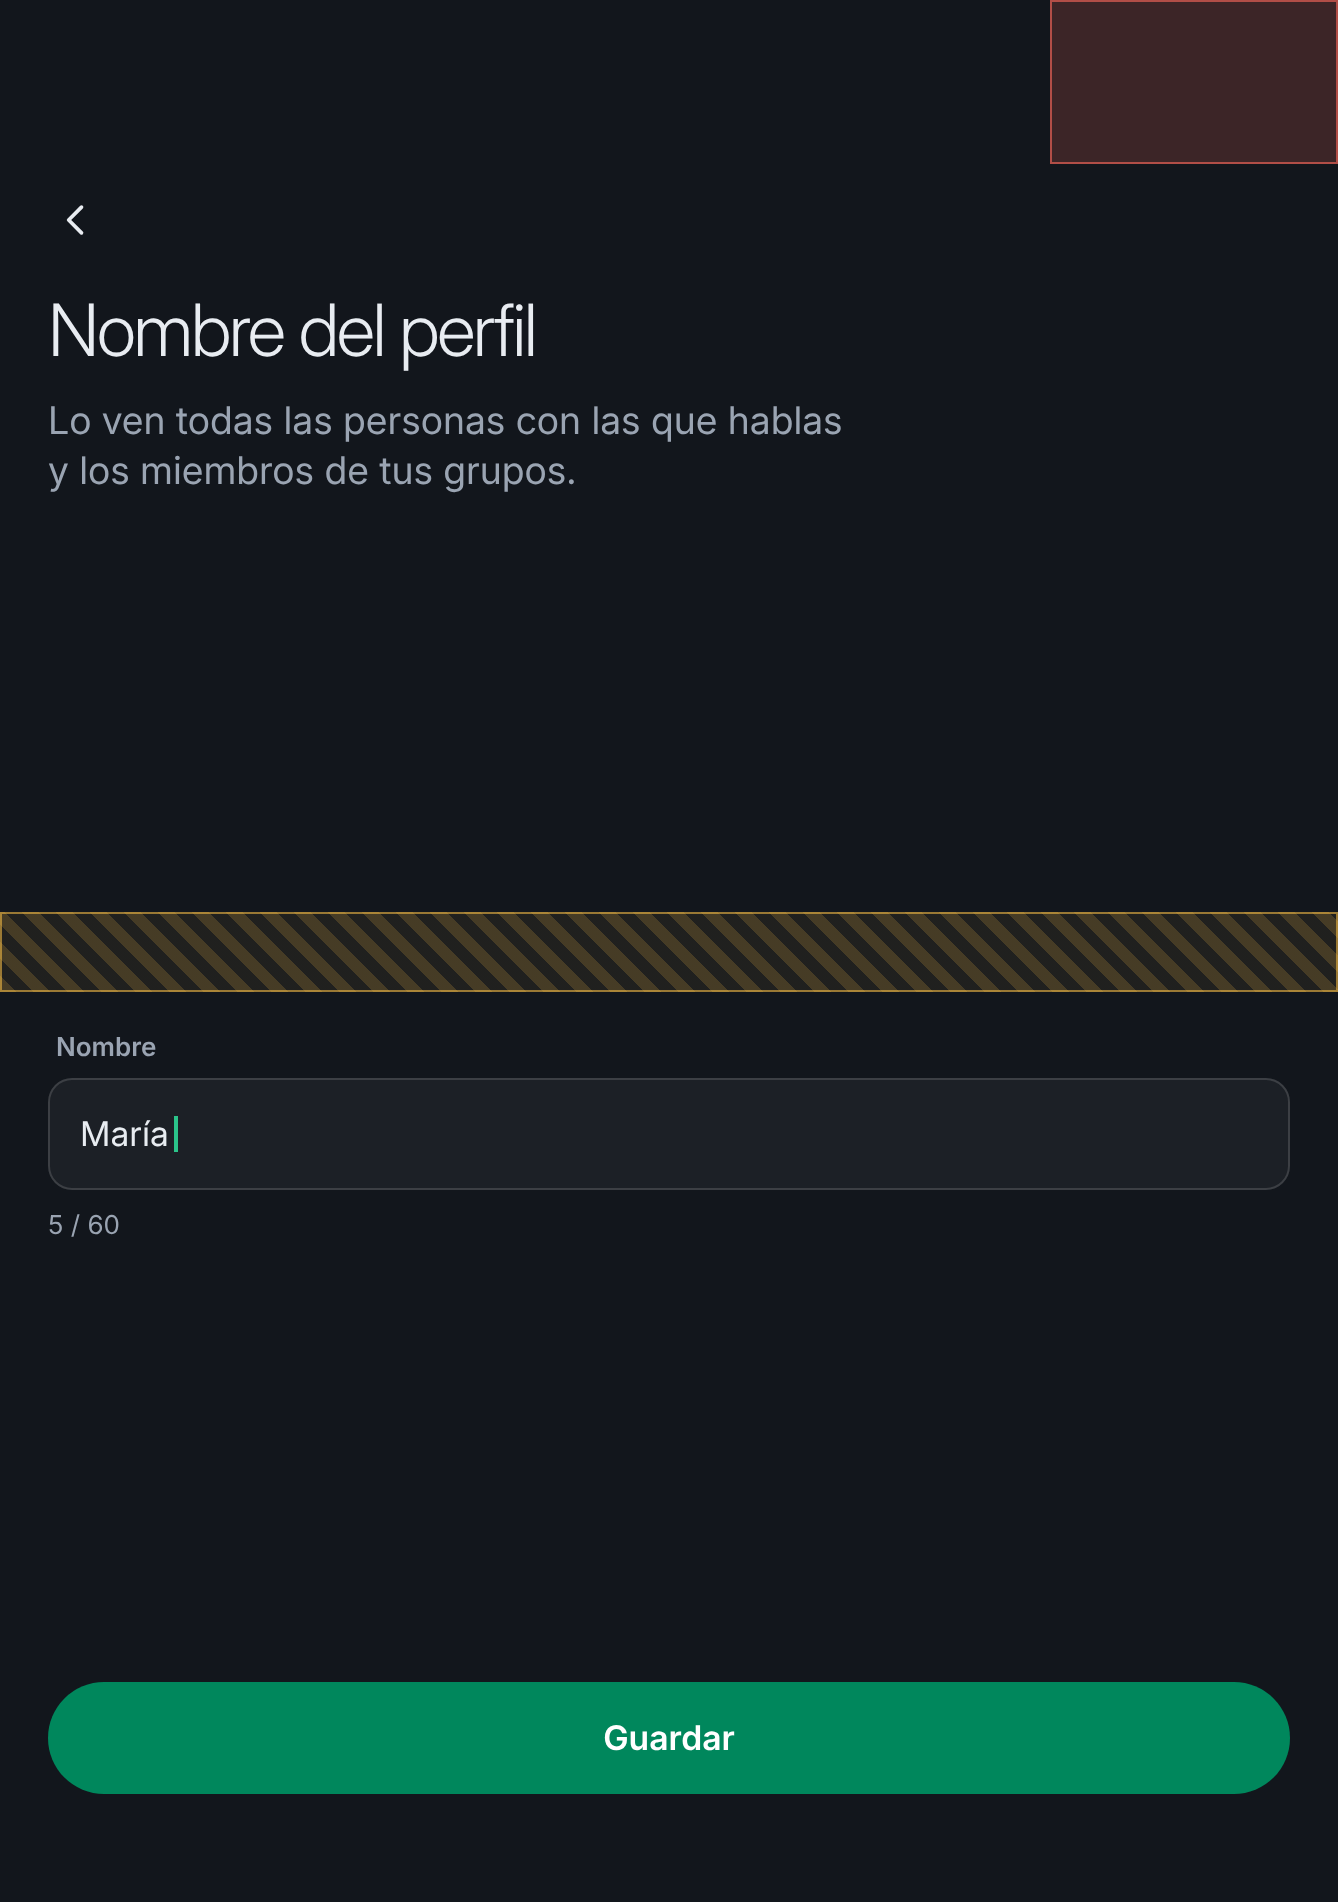 Nombre del perfil
Lo ven todas las personas con las que hablas
y los miembros de tus grupos.
Nombre
María
5 / 60
Guardar